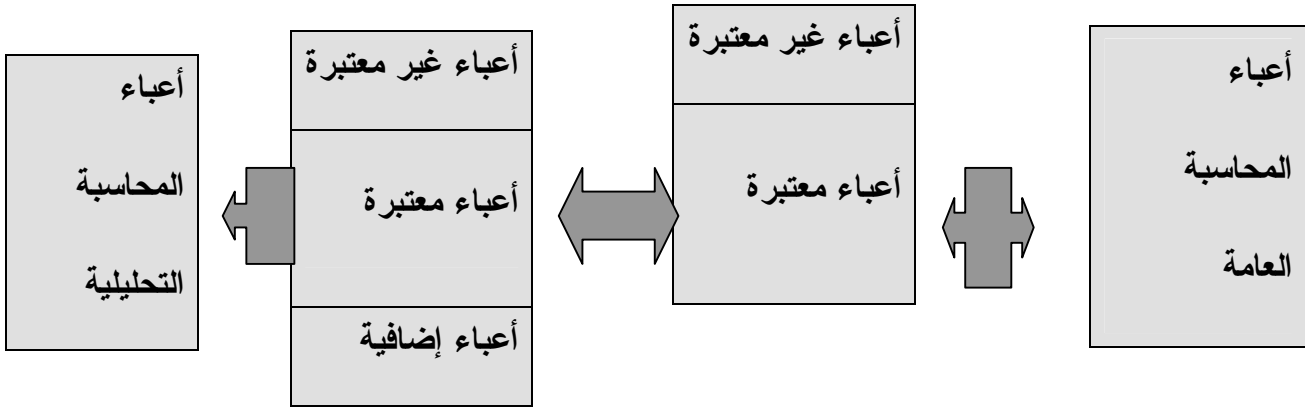 أعباء
المحاسبة
العامة
أعباء غير معتبرة
أعباء معتبرة
أعباء غير معتبرة
أعباء معتبرة
أعباء إضافية
أعباء
المحاسبة
التحليلية